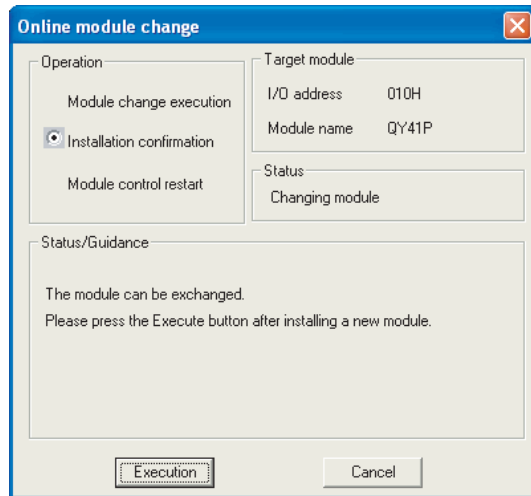 Online module change
Operation
Module change execution
Installation confirmation
Module control restart
Target module
I/O address 010H
Module name QY41P
Status
Changing module
Status/Guidance
The module can be exchanged.
Please press the Execute button after installing a new module.
Execution Cancel